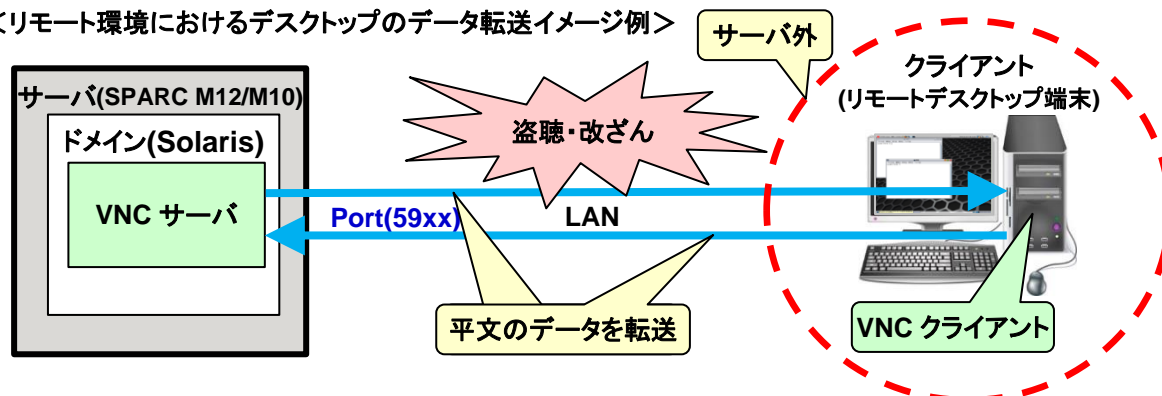 <リモート環境におけるデスクトップのデータ転送イメージ例>
サーバ外
サーバ(SPARC M12/M10)
ドメイン(Solaris)
VNC サーバ
盗聴・改ざん
クライアント
(リモートデスクトップ端末)
Port(59xx)
LAN
平文のデータを転送
VNC クライアント